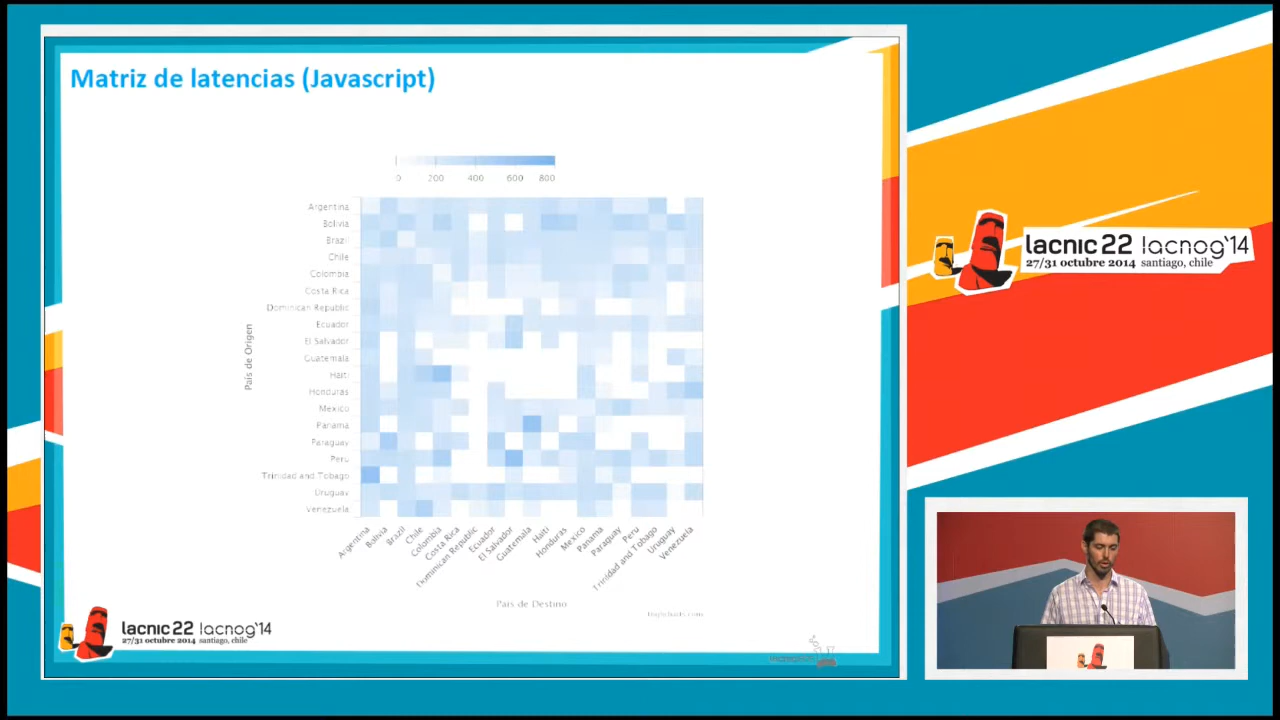 Matriz de latencias (Javascript)
0 200 400 600 800
Argentina
Bolivia
Brazil
Chile
Colombia
Costa Rica
Dominican Republic
Ecuador
El Salvador
Guatemala
Haiti
Honduras
Mexico
Panama
Paraguay
Peru
Trinidad and Tobago
Uruguay
Venezuela
País de Origen
Argentina
Bolivia
Brazil
Chile
Colombia
Costa Rica
Dominican Republic
Ecuador
El Salvador
Guatemala
Haiti
Honduras
Mexico
Panama
Paraguay
Peru
Trinidad and Tobago
Uruguay
Venezuela
País de Destino
Highcharts.com
lacnic 22 lacnog'14
27/31 octubre 2014 santiago, chile
lacnic 22 lacnog'14
27/31 octubre 2014 santiago, chile